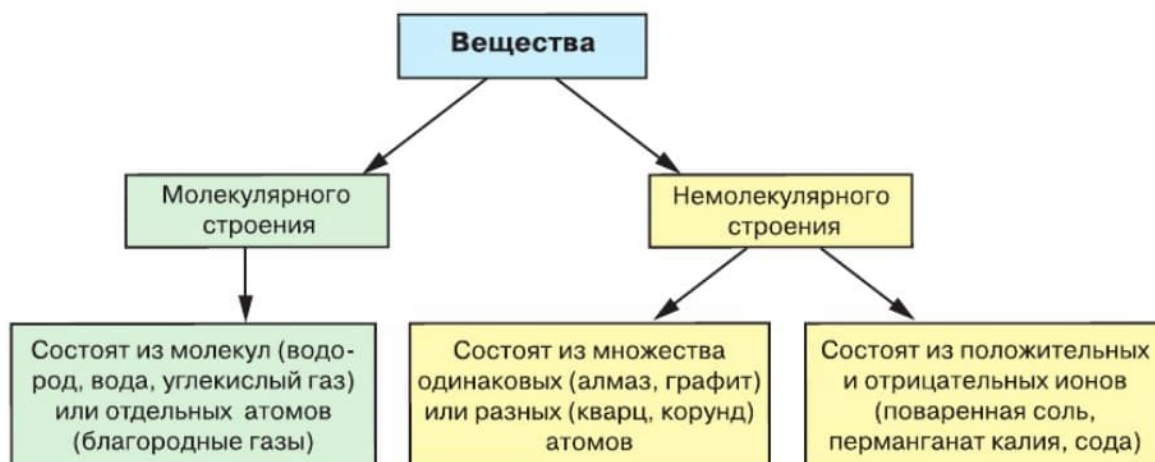 Вещества
Молекулярного
строения
Немолекулярного
строения
Состоят из молекул (водо-
род, вода, углекислый газ)
или отдельных атомов
(благородные газы)
Состоят из множества
одинаковых (алмаз, графит)
или разных (кварц, корунд)
атомов
Состоят из положительных
и отрицательных ионов
(поваренная соль,
перманганат калия, сода)